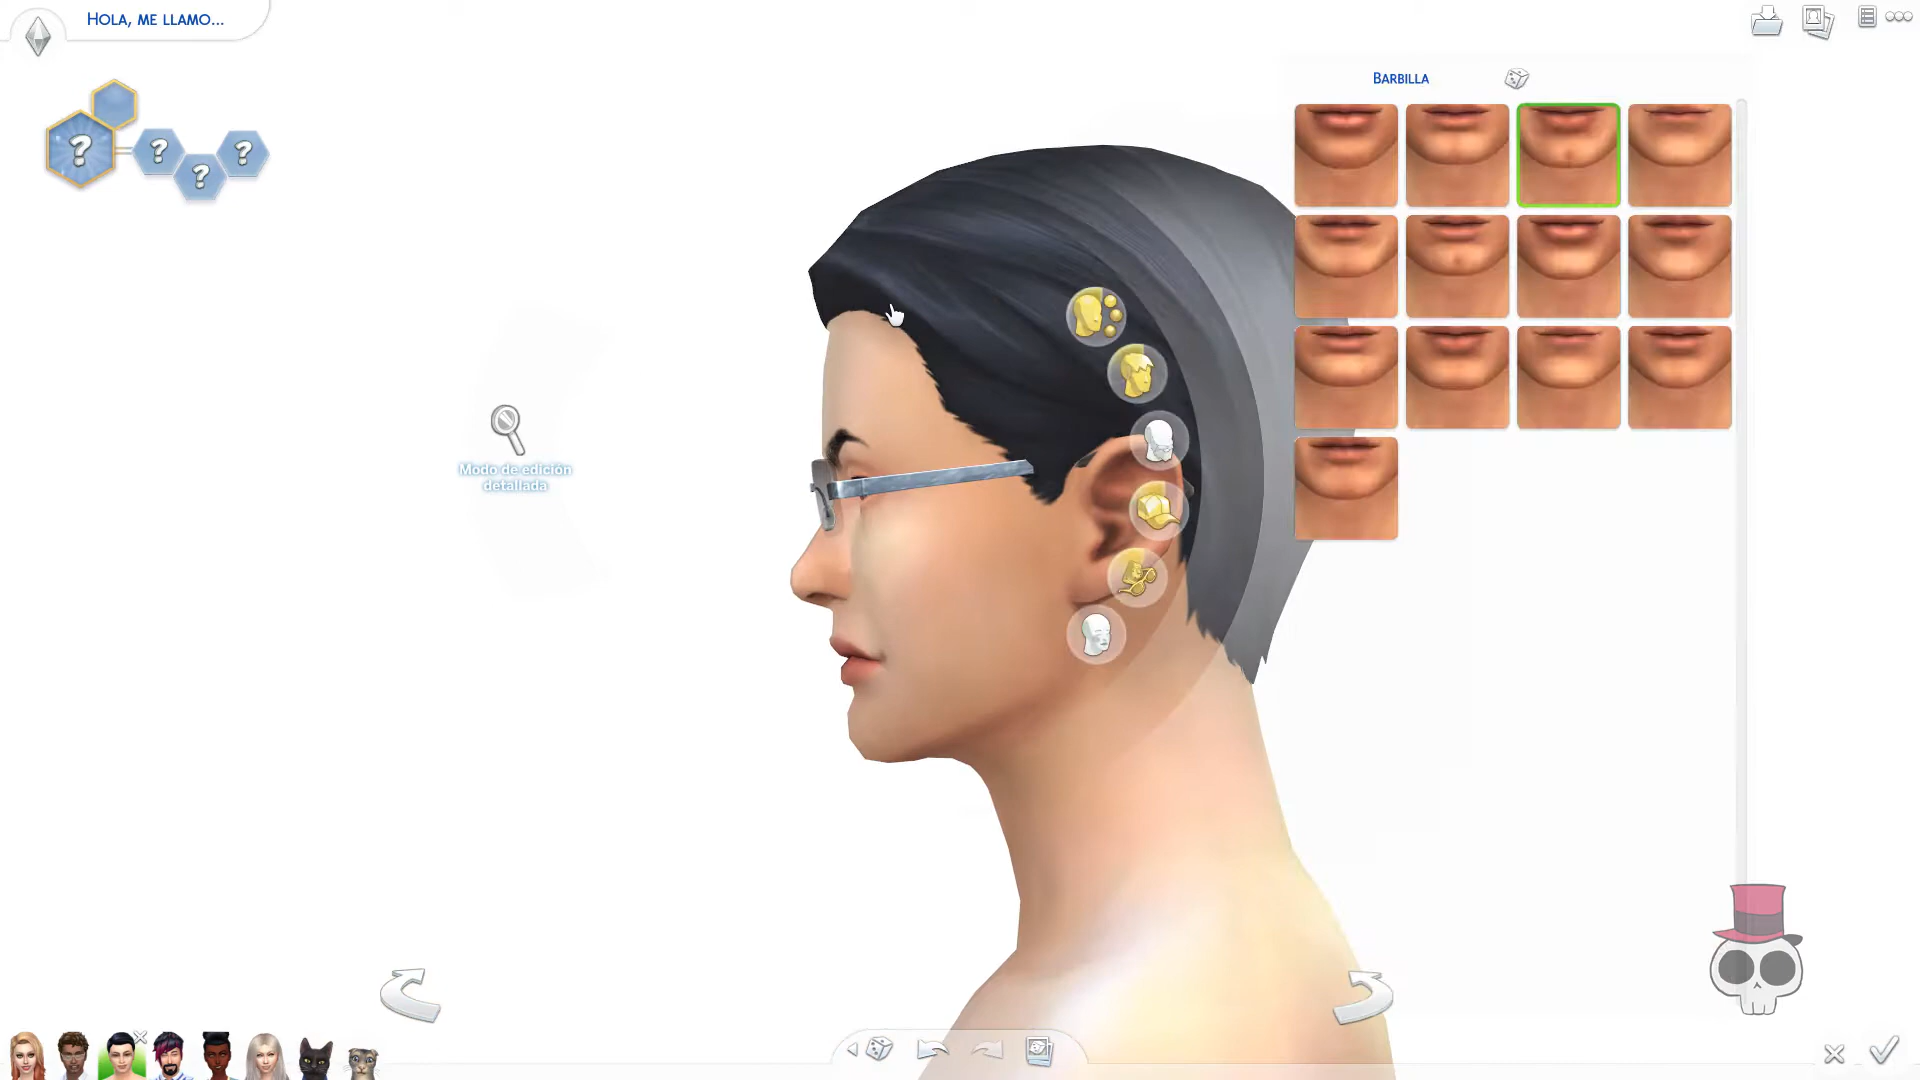 HOLA, ME LLAMO...
BARBILLA
?
?
?
?
Modo de edición
detallada